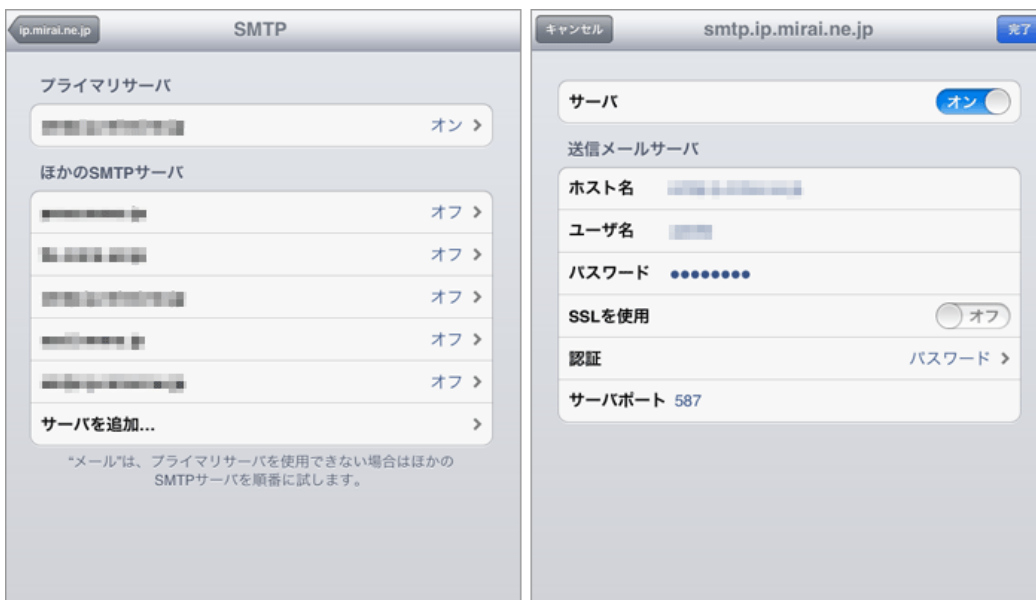 ip.mirai.ne.jp
SMTP
プライマリサーバ
オン
ほかのSMTPサーバ
オフ
オフ
オフ
オフ
オフ
サーバを追加...
“メール”は、プライマリサーバを使用できない場合はほかの
SMTPサーバを順番に試します。
キャンセル
smtp.ip.mirai.ne.jp
完了
サーバ オン
送信メールサーバ
ホスト名
ユーザ名
パスワード ●●●●●●●●
SSLを使用 オフ
認証 パスワード
サーバポート 587